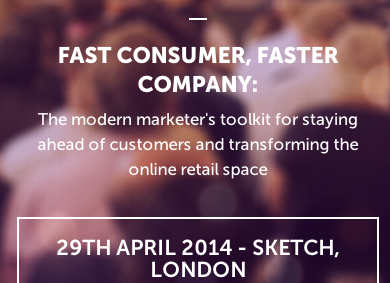 FAST CONSUMER, FASTER
COMPANY:
The modern marketer's toolkit for staying
ahead of customers and transforming the
online retail space
29TH APRIL 2014 - SKETCH,
LONDON